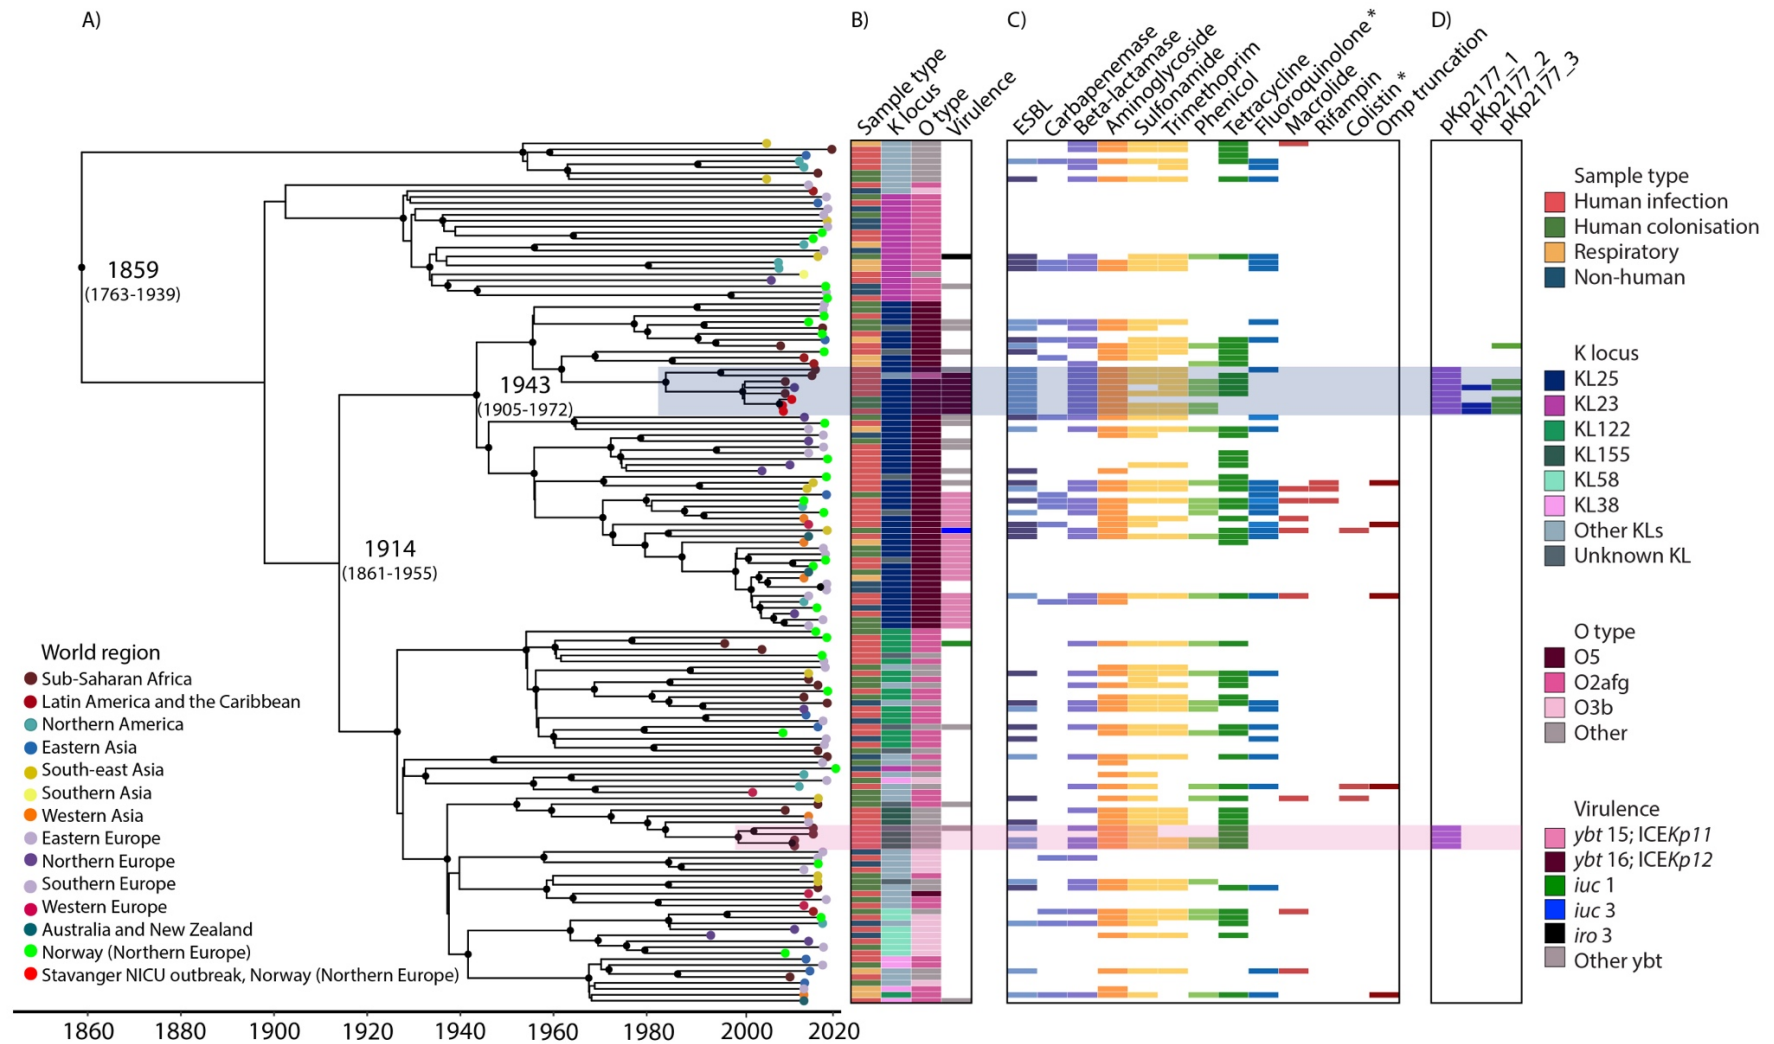 A)
B)
C)
D)
Sample type
K locus
O type
Virulence
ESBL
Carbapenemase
Beta-lactamase
Aminoglycoside
Sulfonamide
Trimethoprim
Phenicol
Tetracycline
Fluoroquinolone *
Macrolide
Rifampin
Colistin *
Omp truncation
pKp2177_1
pKp2177_2
pKp2177_3
1859
(1763-1939)
1943
(1905-1972)
1914
(1861-1955)
World region
Sub-Saharan Africa
Latin America and the Caribbean
Northern America
Eastern Asia
South-east Asia
Southern Asia
Western Asia
Eastern Europe
Northern Europe
Southern Europe
Western Europe
Australia and New Zealand
Norway (Northern Europe)
Stavanger NICU outbreak, Norway (Northern Europe)
1860 1880 1900 1920 1940 1960 1980 2000 2020
Sample type
Human infection
Human colonisation
Respiratory
Non-human
K locus
KL25
KL23
KL122
KL155
KL58
KL38
Other KLs
Unknown KL
O type
O5
O2afg
O3b
Other
Virulence
ybt 15; ICEKp11
ybt 16; ICEKp12
iuc 1
iuc 3
iro 3
Other ybt